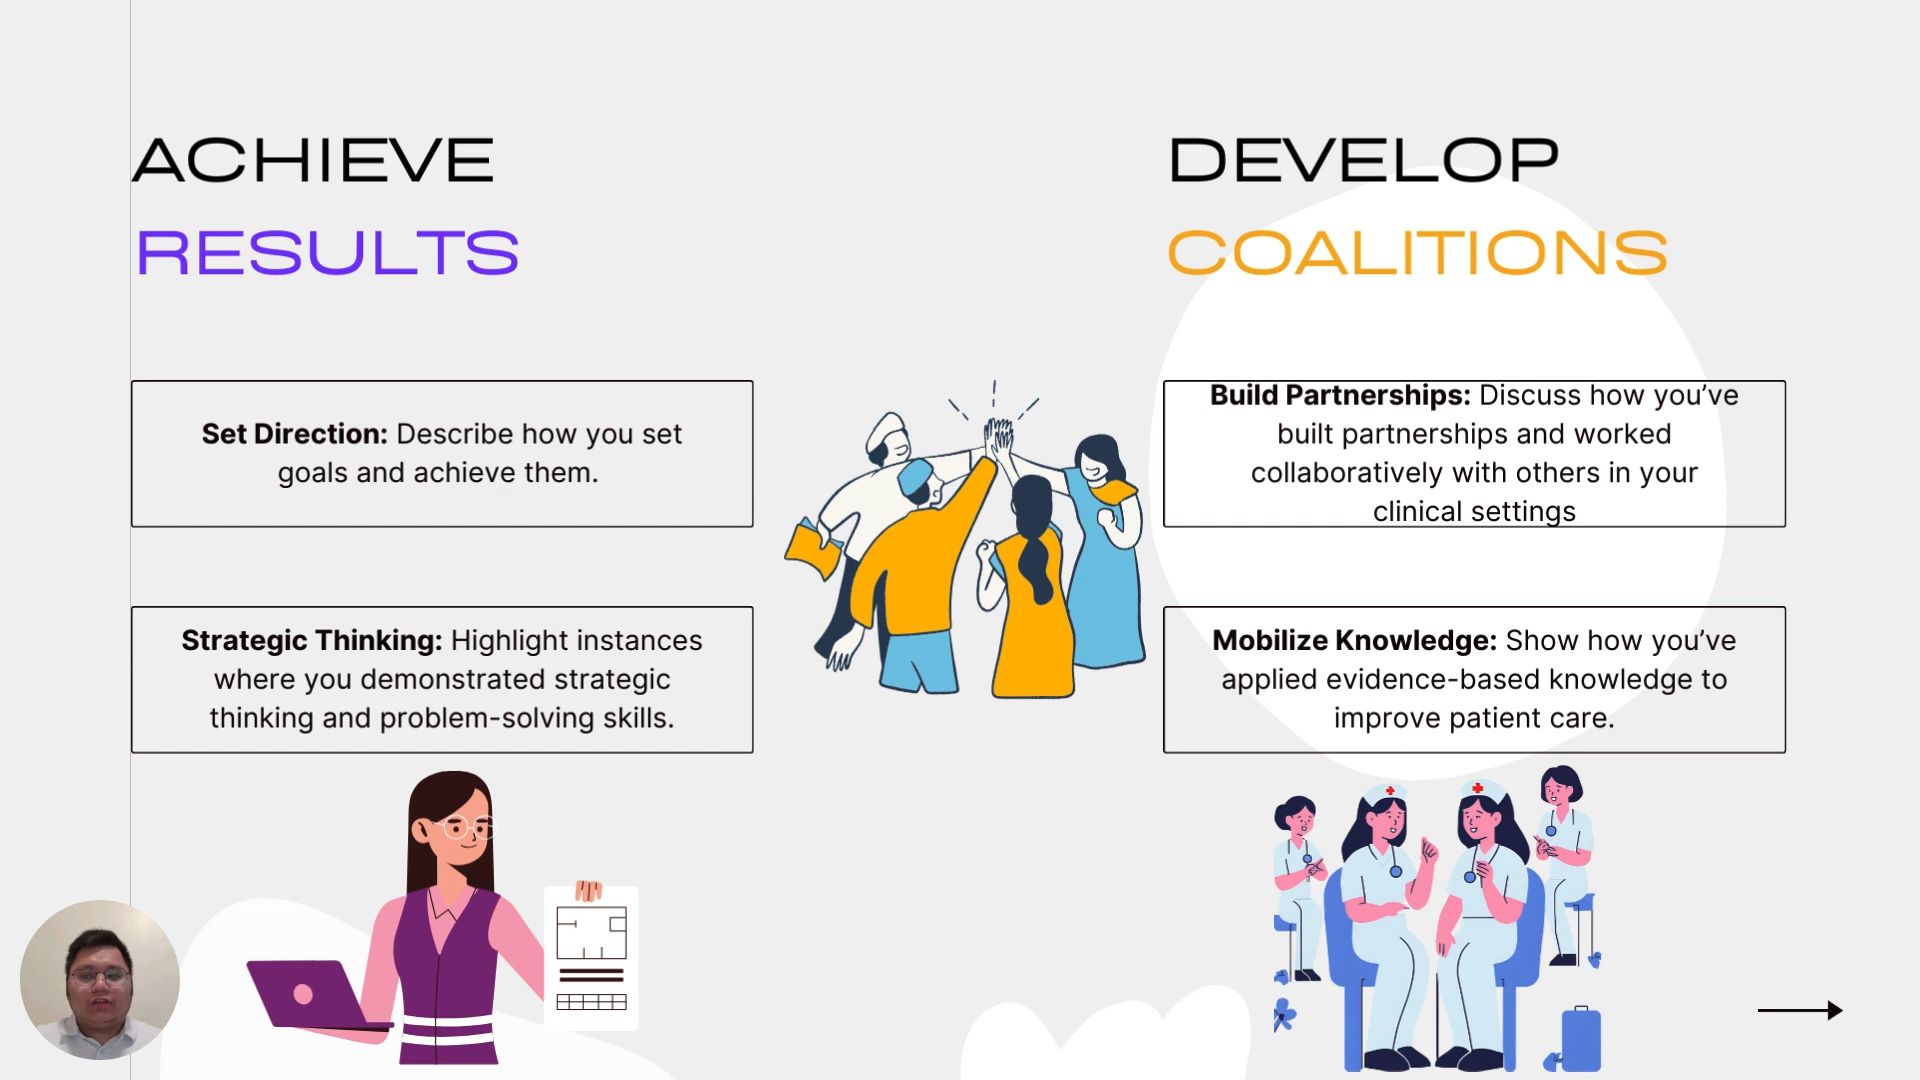 ACHIEVE
RESULTS
Set Direction: Describe how you set
goals and achieve them.
Strategic Thinking: Highlight instances
where you demonstrated strategic
thinking and problem-solving skills.
DEVELOP
COALITIONS
Build Partnerships: Discuss how you’ve
built partnerships and worked
collaboratively with others in your
clinical settings
Mobilize Knowledge: Show how you’ve
applied evidence-based knowledge to
improve patient care.